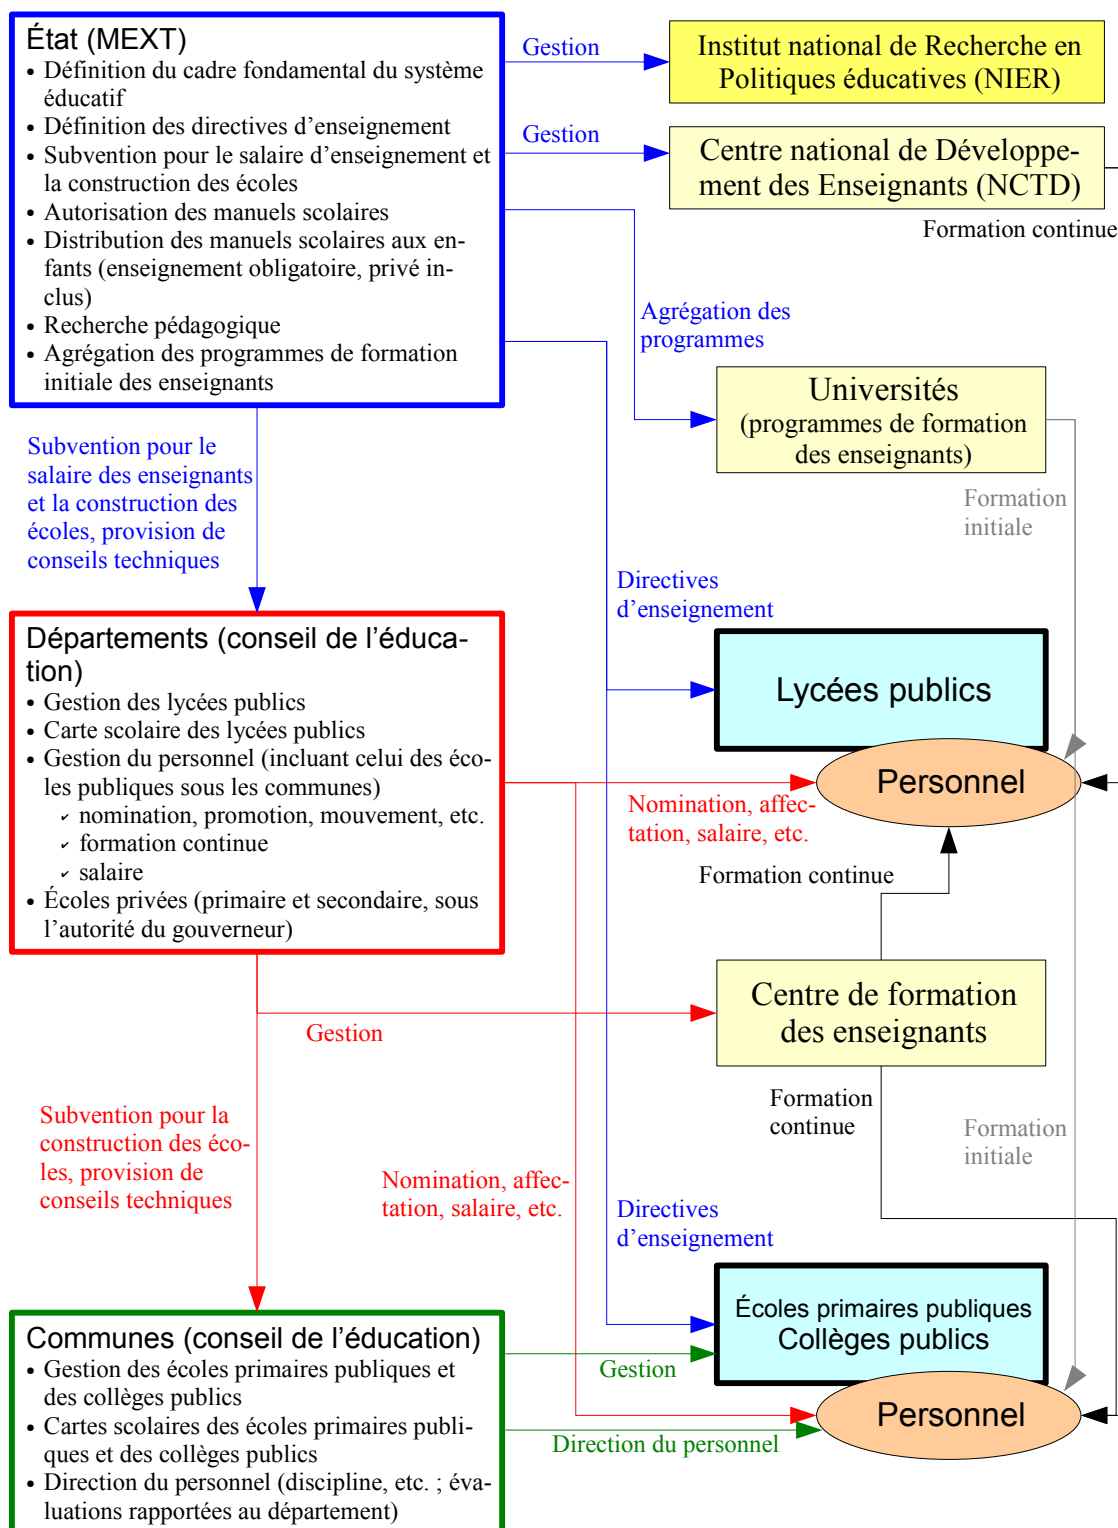 État (MEXT)
• Définition du cadre fondamental du système
éducatif
• Définition des directives d’enseignement
• Subvention pour le salaire d’enseignement et
la construction des écoles
• Autorisation des manuels scolaires
• Distribution des manuels scolaires aux en-
fants (enseignement obligatoire, privé in-
clus)
• Recherche pédagogique
• Agrégation des programmes de formation
initiale des enseignants
Gestion
Institut national de Recherche en
Politiques éducatives (NIER)
Gestion
Centre national de Développe-
ment des Enseignants (NCTD)
Formation continue
Agrégation des
programmes
Universités
(programmes de formation
des enseignants)
Formation
initiale
Subvention pour le
salaire des enseignants
et la construction des
écoles, provision de
conseils techniques
Directives
d’enseignement
Lycées publics
Personnel
Départements (conseil de l’éduca-
tion)
• Gestion des lycées publics
• Carte scolaire des lycées publics
• Gestion du personnel (incluant celui des éco-
les publiques sous les communes)
✓ nomination, promotion, mouvement, etc.
✓ formation continue
✓ salaire
• Écoles privées (primaire et secondaire, sous
l’autorité du gouverneur)
Nomination, affec-
tation, salaire, etc.
Formation continue
Gestion
Centre de formation
des enseignants
Formation
continue
Formation
initiale
Subvention pour la
construction des éco-
les, provision de
conseils techniques
Nomination, affec-
tation, salaire, etc.
Directives
d’enseignement
Écoles primaires publiques
Collèges publics
Personnel
Communes (conseil de l’éducation)
• Gestion des écoles primaires publiques et
des collèges publics
• Cartes scolaires des écoles primaires publi-
ques et des collèges publics
• Direction du personnel (discipline, etc. ; éva-
luations rapportées au département)
Gestion
Direction du personnel